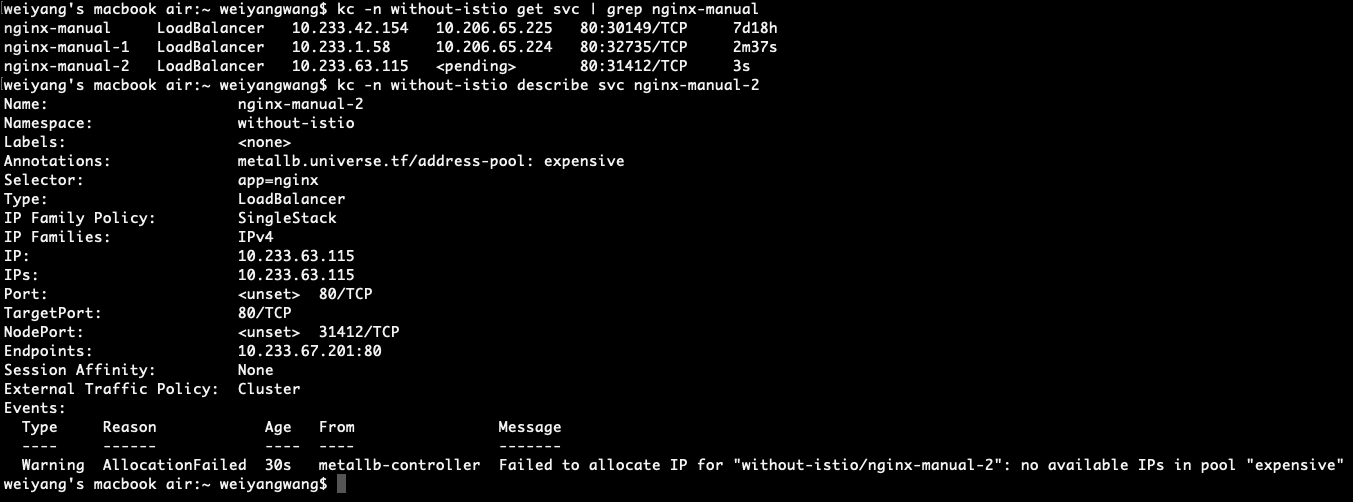 weiyang's macbook air:~ weiyangwang$ kc -n without-istio get svc | grep nginx-manual
nginx-manual     LoadBalancer   10.233.42.154   10.206.65.225   80:30149/TCP     7d18h
nginx-manual-1   LoadBalancer   10.233.1.58     10.206.65.224   80:32735/TCP     2m37s
nginx-manual-2   LoadBalancer   10.233.63.115   <pending>       80:31412/TCP     3s
weiyang's macbook air:~ weiyangwang$ kc -n without-istio describe svc nginx-manual-2
Name:                     nginx-manual-2
Namespace:                without-istio
Labels:                   <none>
Annotations:              metallb.universe.tf/address-pool: expensive
Selector:                 app=nginx
Type:                     LoadBalancer
IP Family Policy:         SingleStack
IP Families:              IPv4
IP:                       10.233.63.115
IPs:                      10.233.63.115
Port:                     <unset>  80/TCP
TargetPort:               80/TCP
NodePort:                 <unset>  31412/TCP
Endpoints:                10.233.67.201:80
Session Affinity:         None
External Traffic Policy:  Cluster
Events:
  Type     Reason            Age   From                Message
  ----     ------            ----  ----                -------
  Warning  AllocationFailed  30s   metallb-controller  Failed to allocate IP for "without-istio/nginx-manual-2": no available IPs in pool "expensive"
weiyang's macbook air:~ weiyangwang$